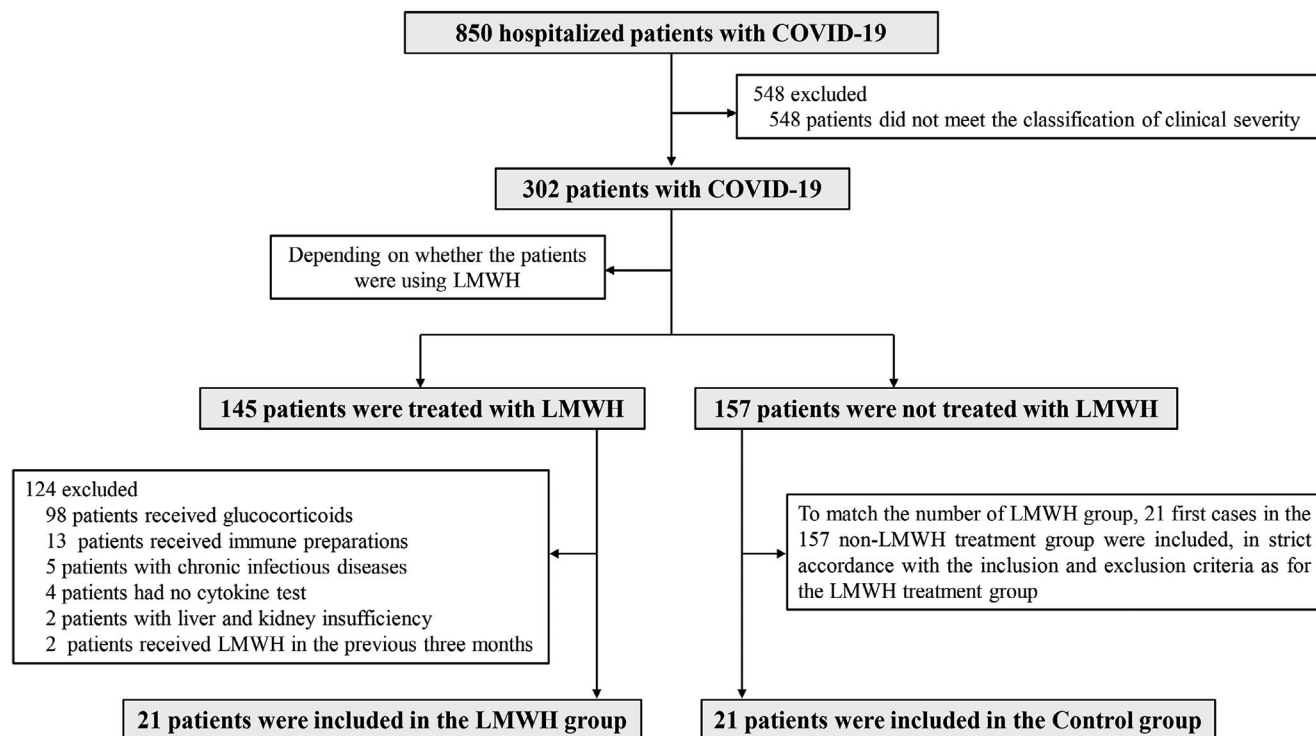 850 hospitalized patients with COVID-19
548 excluded
548 patients did not meet the classification of clinical severity
302 patients with COVID-19
Depending on whether the patients
were using LMWH
145 patients were treated with LMWH
157 patients were not treated with LMWH
124 excluded
98 patients received glucocorticoids
13 patients received immune preparations
5 patients with chronic infectious diseases
4 patients had no cytokine test
2 patients with liver and kidney insufficiency
2 patients received LMWH in the previous three months
To match the number of LMWH group, 21 first cases in the
157 non-LMWH treatment group were included, in strict
accordance with the inclusion and exclusion criteria as for
the LMWH treatment group
21 patients were included in the LMWH group
21 patients were included in the Control group